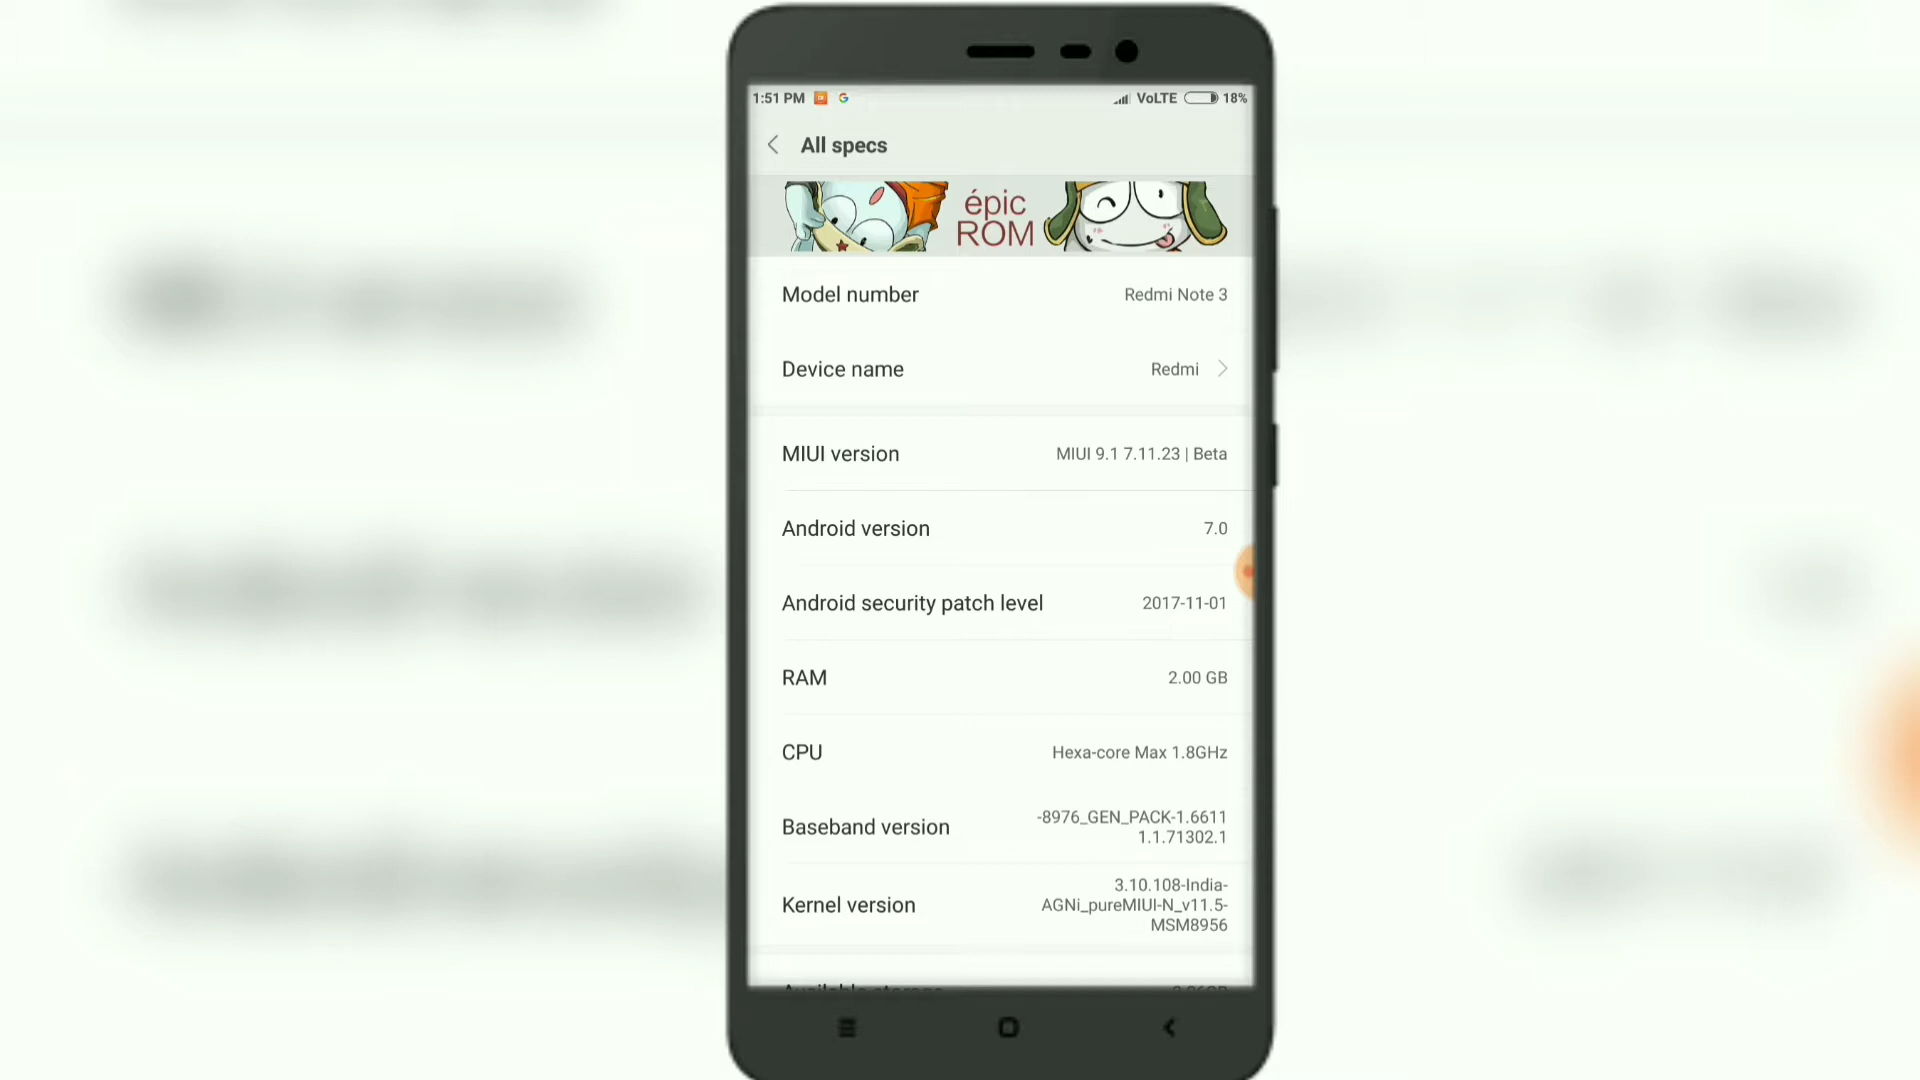 1:51 PM
VoLTE 18%
All specs
épic
ROM
Model number Redmi Note 3
Device name Redmi
MIUI version MIUI 9.1 7.11.23 | Beta
Android version 7.0
Android security patch level 2017-11-01
RAM 2.00 GB
CPU Hexa-core Max 1.8GHz
Baseband version -8976_GEN_PACK-1.6611
1.1.71302.1
Kernel version 3.10.108-India-
AGNi_pureMIUI-N_v11.5-
MSM8956
Available storage